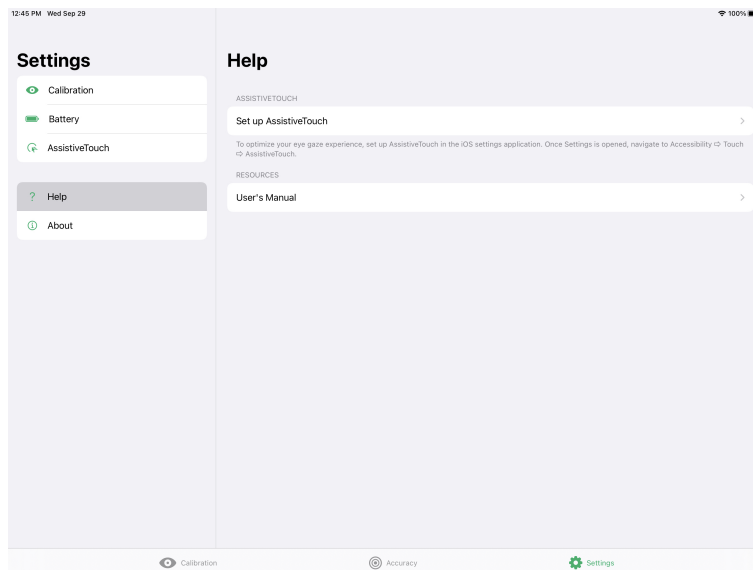 12:45 PM Wed Sep 29
100%
Settings
Calibration
Battery
AssistiveTouch
? Help
About
Help
ASSISTIVETOUCH
Set up AssistiveTouch
To optimize your eye gaze experience, set up AssistiveTouch in the iOS settings application. Once Settings is opened, navigate to Accessibility ⇨ Touch
⇨ AssistiveTouch.
RESOURCES
User's Manual
Calibration
Accuracy
Settings